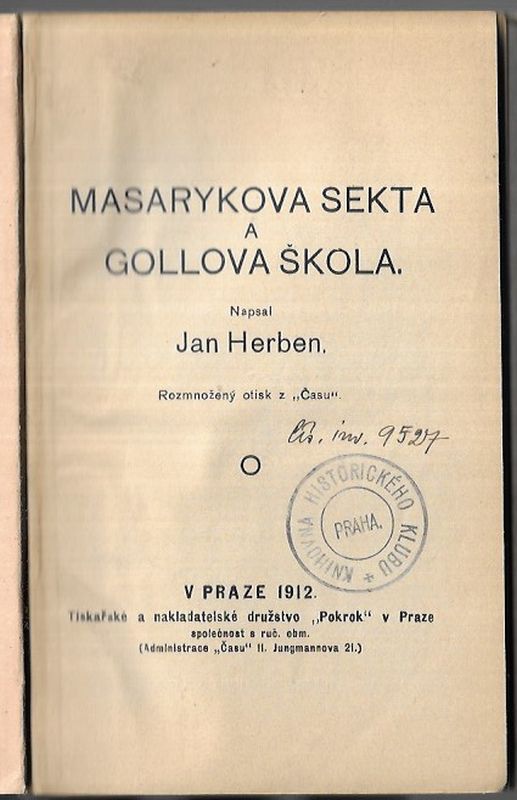 MASARYKOVA SEKTA
A
GOLLOVA ŠKOLA.
Napsal
Jan Herben.
Rozmnožený otisk z „Času".
čís. inv. 9527
KNIHOVNA HISTORICKÉHO KLUBU
PRAHA.
V PRAZE 1912.
Tiskařské a nakladatelské družstvo „Pokrok" v Praze
společnost s ruč. obm.
(Administrace „Času" II. Jungmannova 21.)